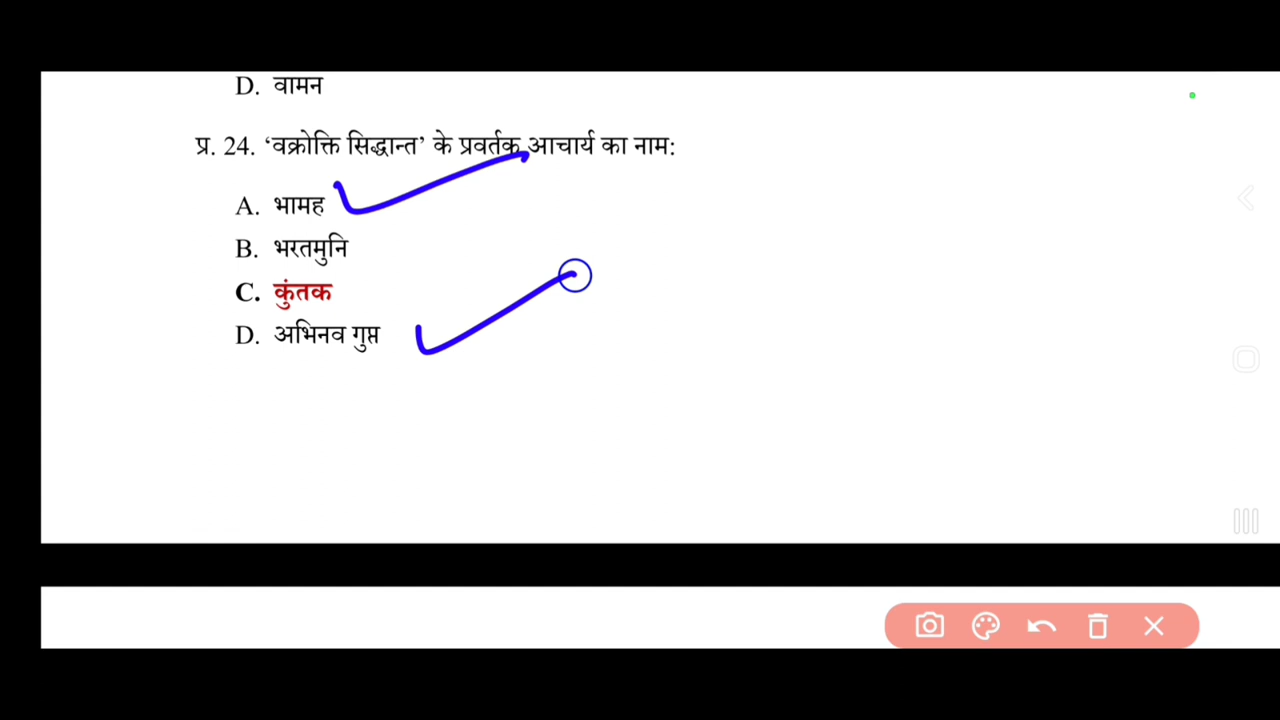 D. वामन
प्र. 24. ‘वक्रोक्ति सिद्धान्त’ के प्रवर्तक आचार्य का नाम:
A. भामह
B. भरतमुनि
C. कुंतक
D. अभिनव गुप्त